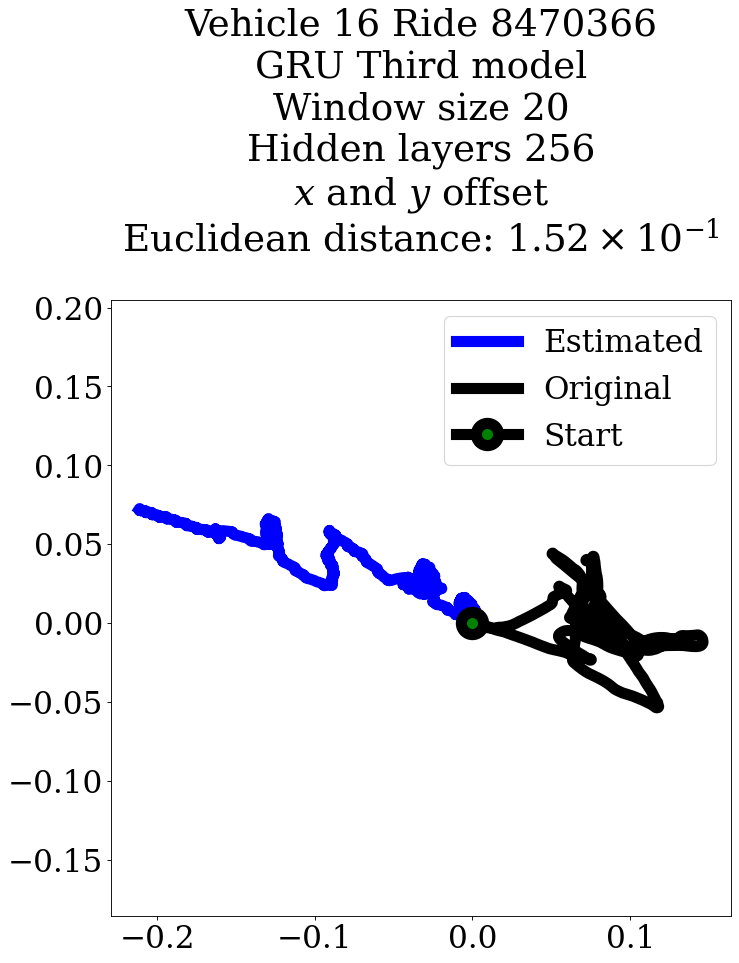 Vehicle 16 Ride 8470366
GRU Third model
Window size 20
Hidden layers 256
x and y offset
Euclidean distance: 1.52 × 10⁻¹
Estimated
Original
Start
0.20
0.15
0.10
0.05
0.00
−0.05
−0.10
−0.15
−0.2 −0.1 0.0 0.1